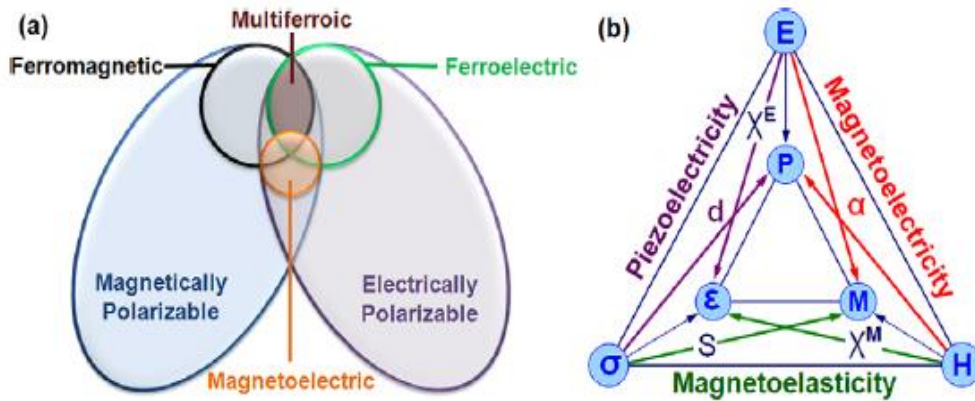 (a)
Multiferroic
Ferromagnetic
Ferroelectric
Magnetically
Polarizable
Electrically
Polarizable
Magnetoelectric
(b)
E
Piezoelectricity
Magnetoelectricity
χE
P
d
α
ε
M
S
χM
σ
H
Magnetoelasticity